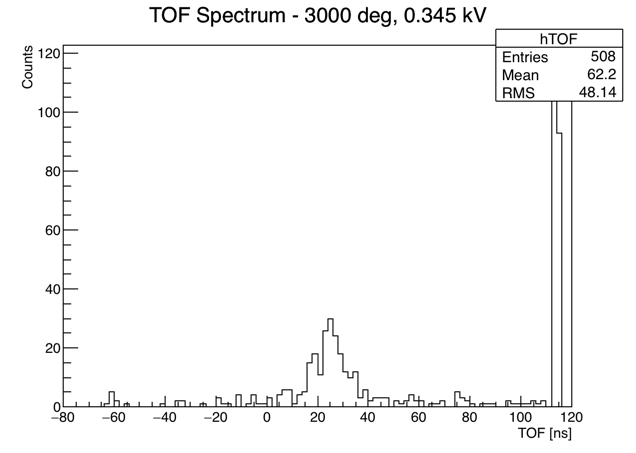 TOF Spectrum - 3000 deg, 0.345 kV
hTOF
Entries 508
Mean 62.2
RMS 48.14
Counts
120
100
80
60
40
20
0
−80 −60 −40 −20 0 20 40 60 80 100 120
TOF [ns]